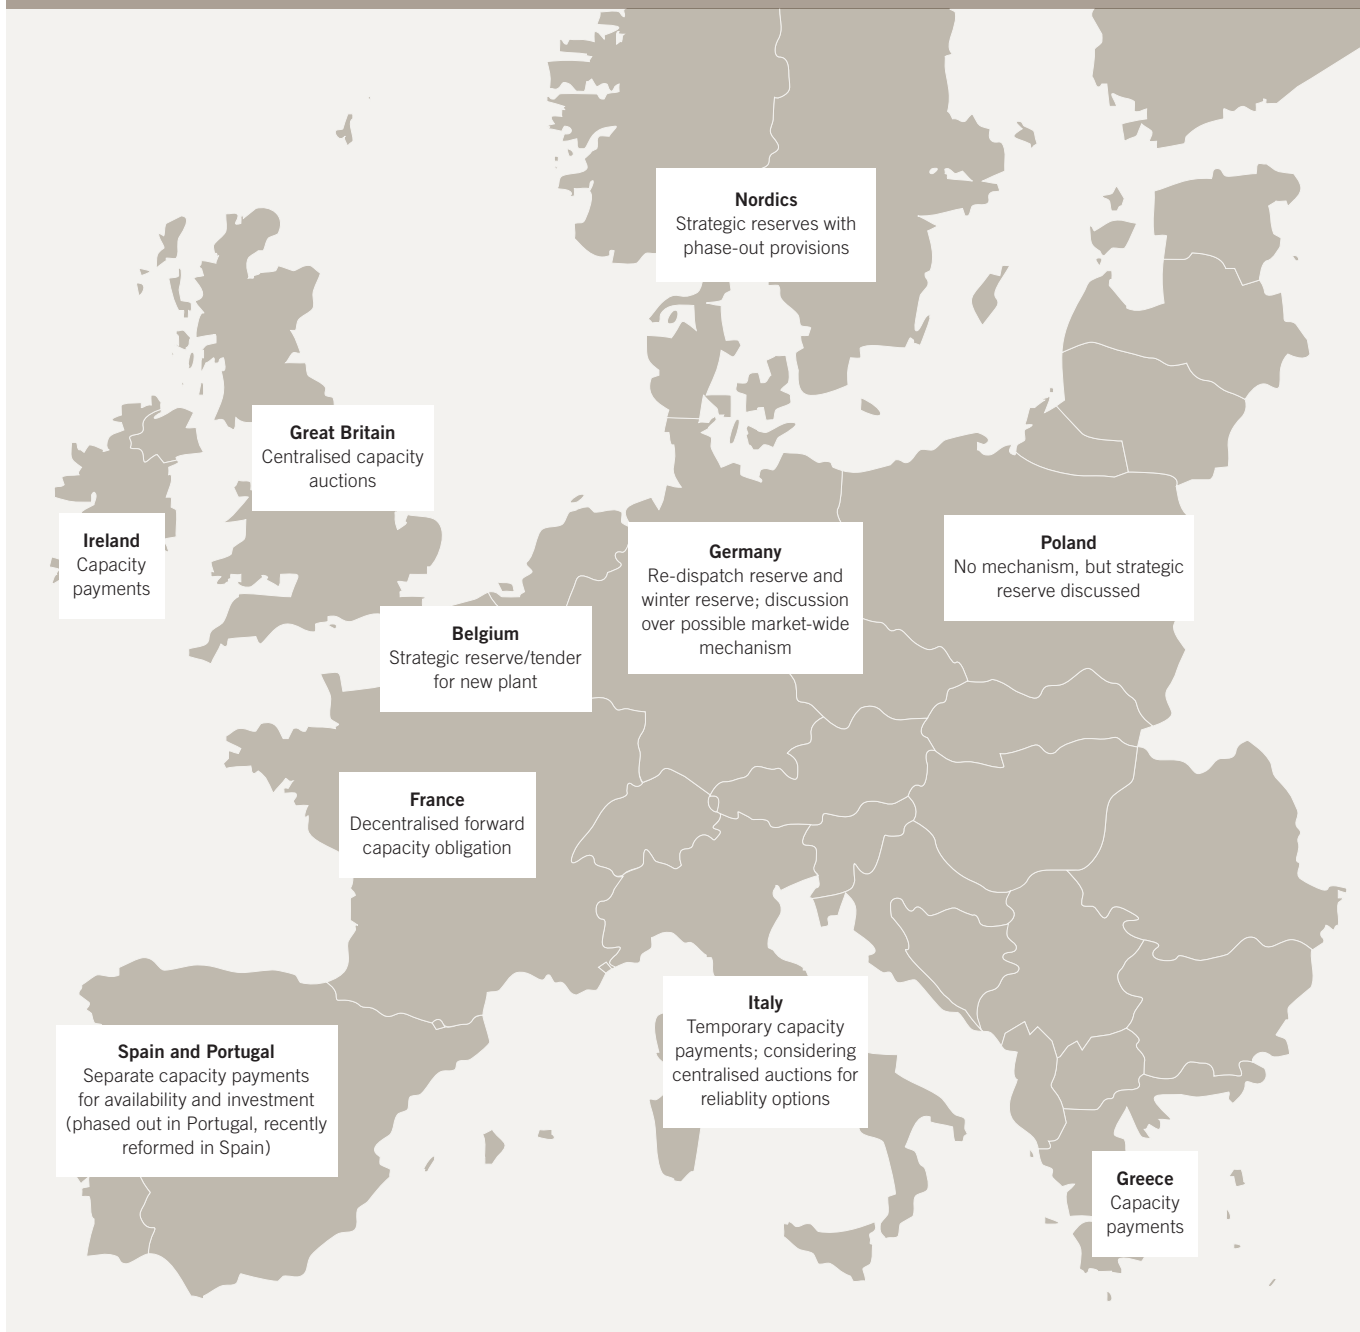 Nordics
Strategic reserves with
phase-out provisions
Great Britain
Centralised capacity
auctions
Ireland
Capacity
payments
Germany
Re-dispatch reserve and
winter reserve; discussion
over possible market-wide
mechanism
Poland
No mechanism, but strategic
reserve discussed
Belgium
Strategic reserve/tender
for new plant
France
Decentralised forward
capacity obligation
Italy
Temporary capacity
payments; considering
centralised auctions for
reliablity options
Spain and Portugal
Separate capacity payments
for availability and investment
(phased out in Portugal, recently
reformed in Spain)
Greece
Capacity
payments